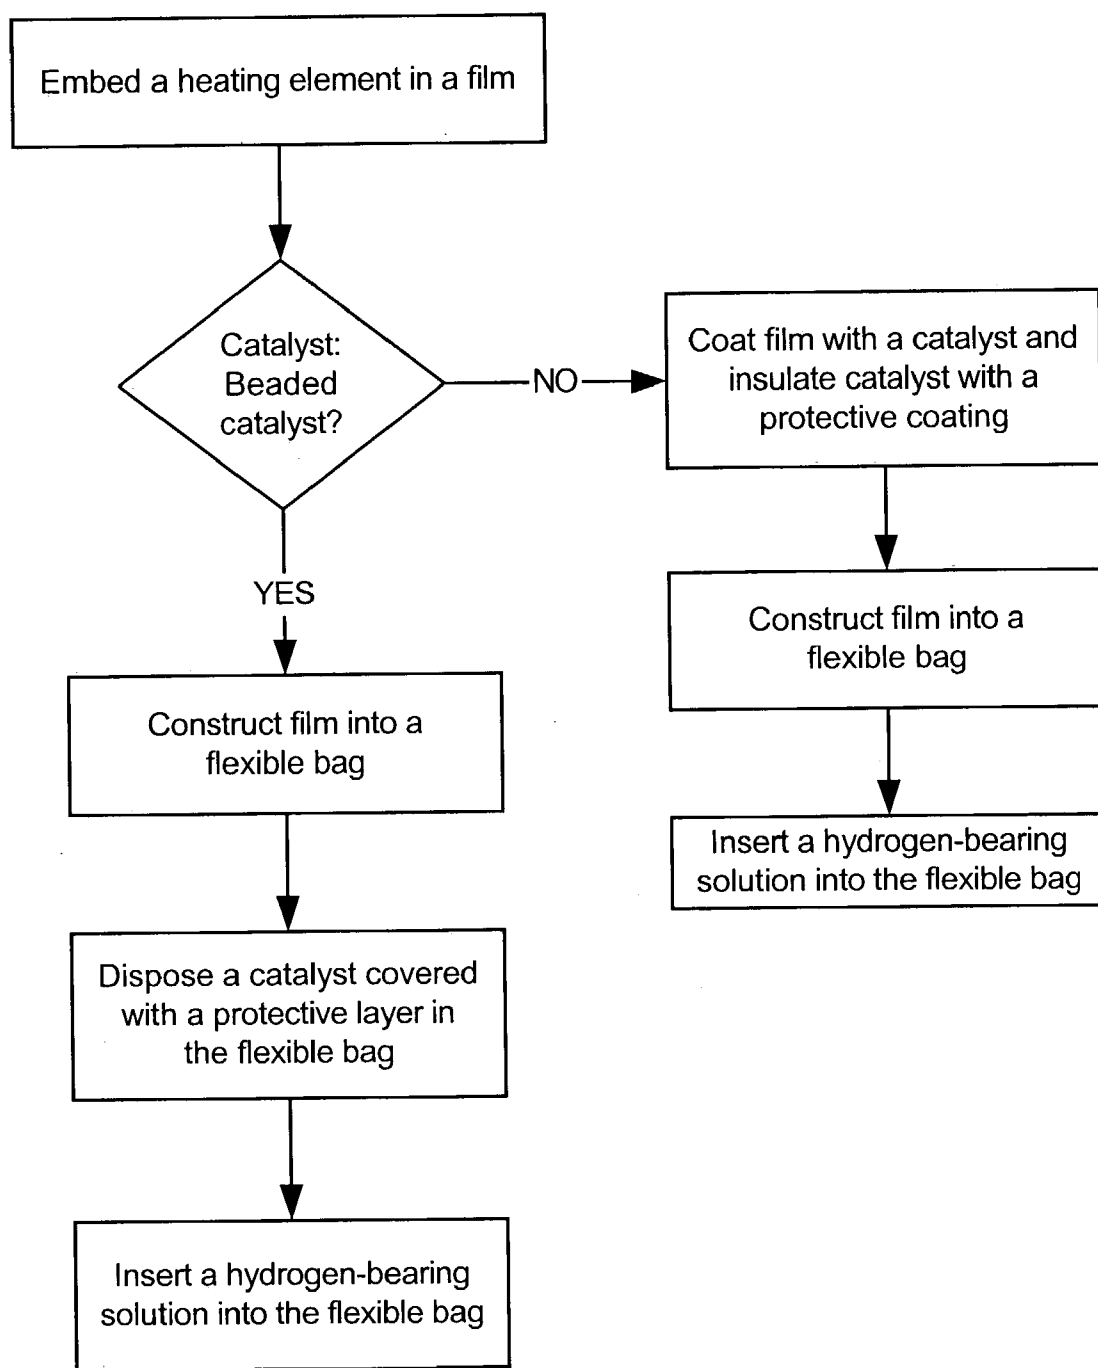 Embed a heating element in a film
Catalyst:
Beaded
catalyst?
NO
Coat film with a catalyst and
insulate catalyst with a
protective coating
YES
Construct film into a
flexible bag
Construct film into a
flexible bag
Insert a hydrogen-bearing
solution into the flexible bag
Dispose a catalyst covered
with a protective layer in
the flexible bag
Insert a hydrogen-bearing
solution into the flexible bag